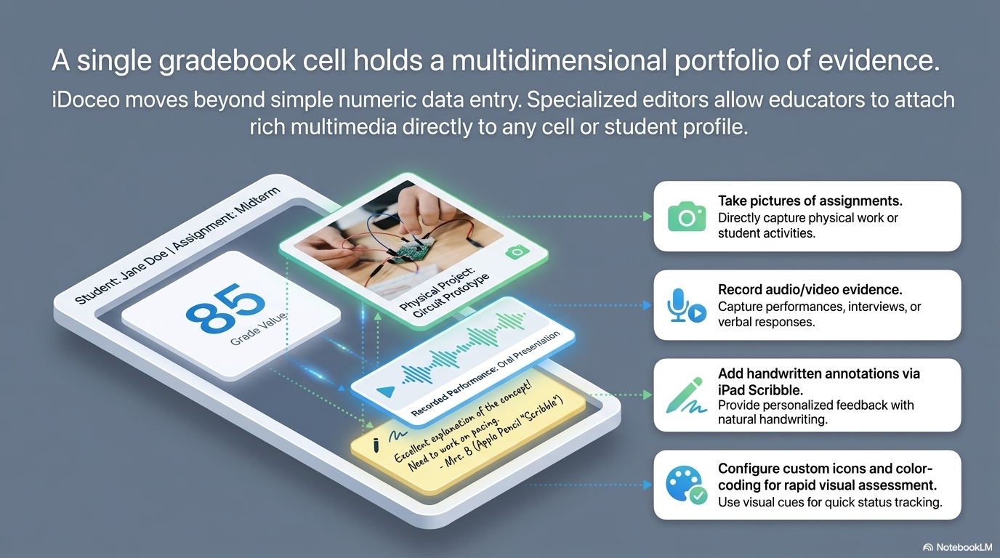 A single gradebook cell holds a multidimensional portfolio of evidence.
iDoceo moves beyond simple numeric data entry. Specialized editors allow educators to attach
rich multimedia directly to any cell or student profile.
Student: Jane Doe | Assignment: Midterm
85
Grade Value
Physical Project:
Circuit Prototype
Recorded Performance: Oral Presentation
Excellent explanation of the concept!
Need to work on pacing.
- Mrc. B (Applo Pencil "Scribble")
Take pictures of assignments.
Directly capture physical work or
student activities.
Record audio/video evidence.
Capture performances, interviews, or
verbal responses.
Add handwritten annotations via
iPad Scribble.
Provide personalized feedback with
natural handwriting.
Configure custom icons and color-
coding for rapid visual assessment.
Use visual cues for quick status tracking.
NotebookLM